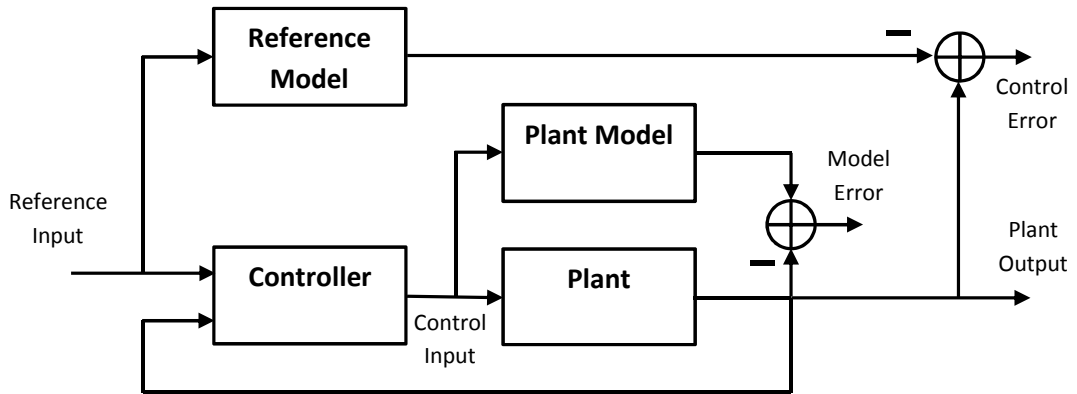 Reference
Model
Control
Error
Plant Model
Model
Error
Reference
Input
Controller
Plant
Control
Input
Plant
Output